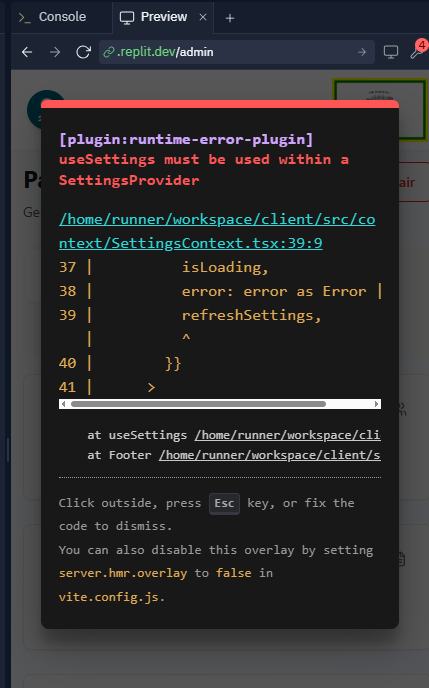 >_ Console
Preview ×
+
.replit.dev/admin
4
Pa
air
Ge
[plugin:runtime-error-plugin]
useSettings must be used within a
SettingsProvider
/home/runner/workspace/client/src/co
ntext/SettingsContext.tsx:39:9
37 | isLoading,
38 | error: error as Error |
39 | refreshSettings,
| ^
40 | }}
41 | >
at useSettings /home/runner/workspace/cli
at Footer /home/runner/workspace/client/s
Click outside, press Esc key, or fix the
code to dismiss.
You can also disable this overlay by setting
server.hmr.overlay to false in
vite.config.js.